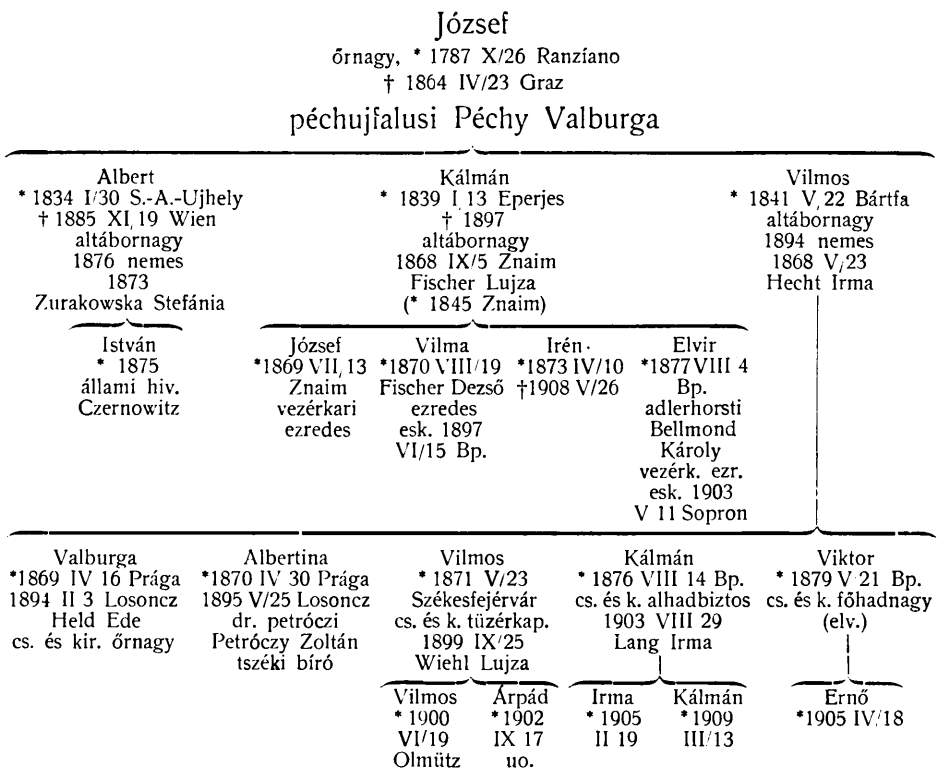 József
őrnagy, * 1787 X/26 Ranzíano
† 1864 IV/23 Graz
péchujfalusi Péchy Valburga
Albert
* 1834 I/30 S.-A.-Ujhely
† 1885 XI, 19 Wien
altábornagy
1876 nemes
1873
Zurakowska Stefánia
Kálmán
* 1839 I 13 Eperjes
† 1897
altábornagy
1868 IX/5 Znaim
Fischer Lujza
(* 1845 Znaim)
Vilmos
* 1841 V, 22 Bártfa
altábornagy
1894 nemes
1868 V/23
Hecht Irma
István
* 1875
állami hiv.
Czernowitz
József
*1869 VII, 13
Znaim
vezérkari
ezredes
Vilma
*1870 VIII/19
Fischer Dezső
ezredes
esk. 1897
VI/15 Bp.
Irén
*1873 IV/10
†1908 V/26
Elvir
*1877 VIII 4
Bp.
adlerhorsti
Bellmond
Károly
vezérk. ezr.
esk. 1903
V 11 Sopron
Valburga
*1869 IV 16 Prága
1894 II 3 Losoncz
Held Ede
cs. és kir. őrnagy
Albertina
*1870 IV 30 Prága
1895 V/25 Losoncz
dr. petróczi
Petróczy Zoltán
tszéki bíró
Vilmos
* 1871 V/23
Székesfejérvár
cs. és k. tüzérkap.
1899 IX/25
Wiehl Lujza
Kálmán
* 1876 VIII 14 Bp.
cs. és k. alhadbiztos
1903 VIII 29
Lang Irma
Viktor
* 1879 V 21 Bp.
cs. és k. főhadnagy
(elv.)
Vilmos
* 1900
VI/19
Olmütz
Árpád
* 1902
IX 17
uo.
Irma
* 1905
II 19
Kálmán
* 1909
III/13
Ernő
*1905 IV/18